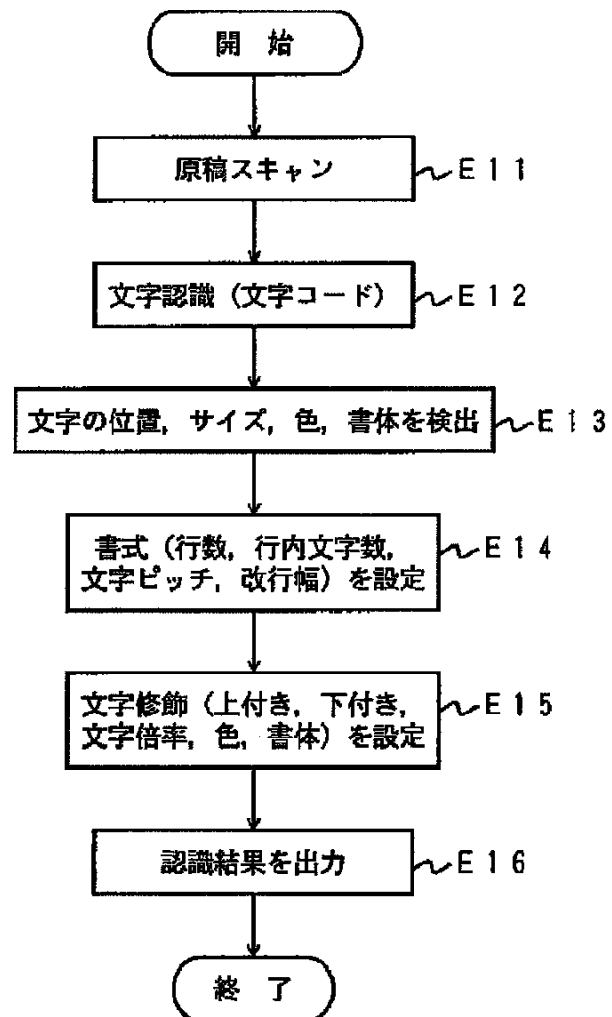 開 始
原稿スキャン E11
文字認識（文字コード） E12
文字の位置，サイズ，色，書体を検出 E13
書式（行数，行内文字数，
文字ピッチ，改行幅）を設定 E14
文字修飾（上付き，下付き，
文字倍率，色，書体）を設定 E15
認識結果を出力 E16
終 了